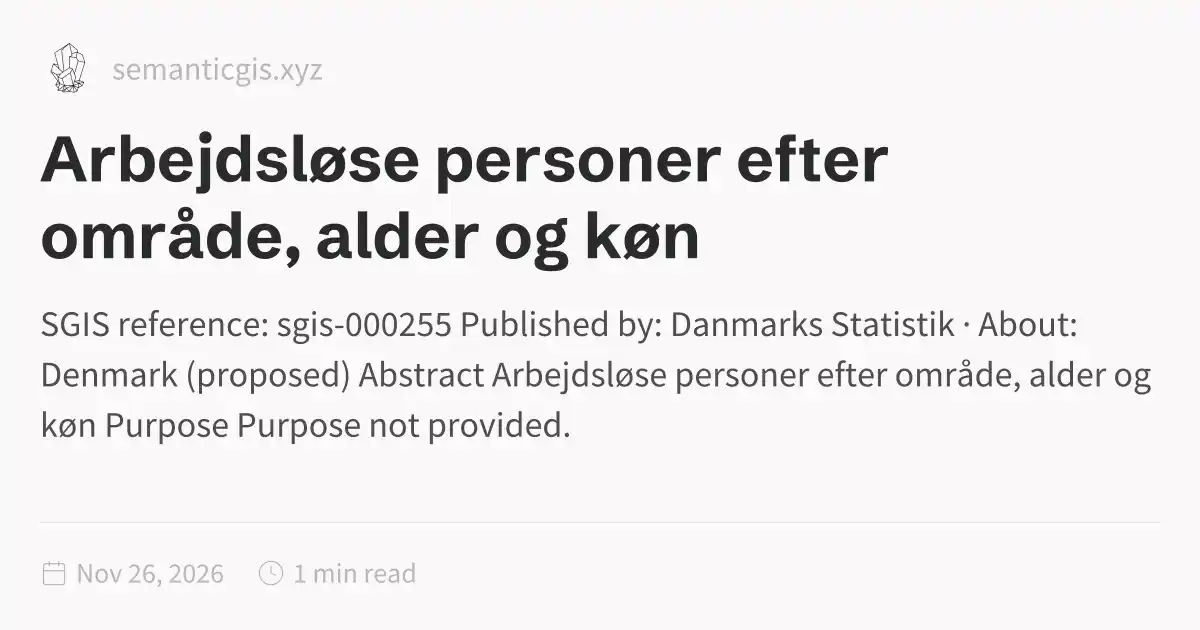 semanticgis.xyz
Arbejdsløse personer efter
område, alder og køn
SGIS reference: sgis-000255 Published by: Danmarks Statistik · About:
Denmark (proposed) Abstract Arbejdsløse personer efter område, alder og
køn Purpose Purpose not provided.
Nov 26, 2026 1 min read